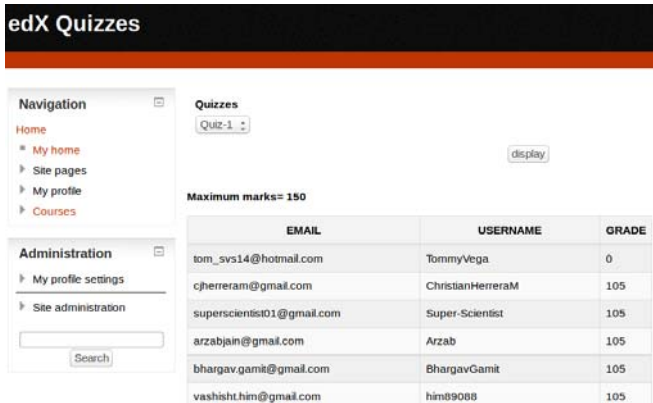 edX Quizzes
Navigation
Home
My home
Site pages
My profile
Courses
Administration
My profile settings
Site administration
Search
Quizzes
Quiz-1
display
Maximum marks= 150
EMAIL USERNAME GRADE
tom_svs14@hotmail.com TommyVega 0
cjherreram@gmail.com ChristianHerreraM 105
superscientist01@gmail.com Super-Scientist 105
arzabjain@gmail.com Arzab 105
bhargav.gamit@gmail.com BhargavGamit 105
vashisht.him@gmail.com him89088 105